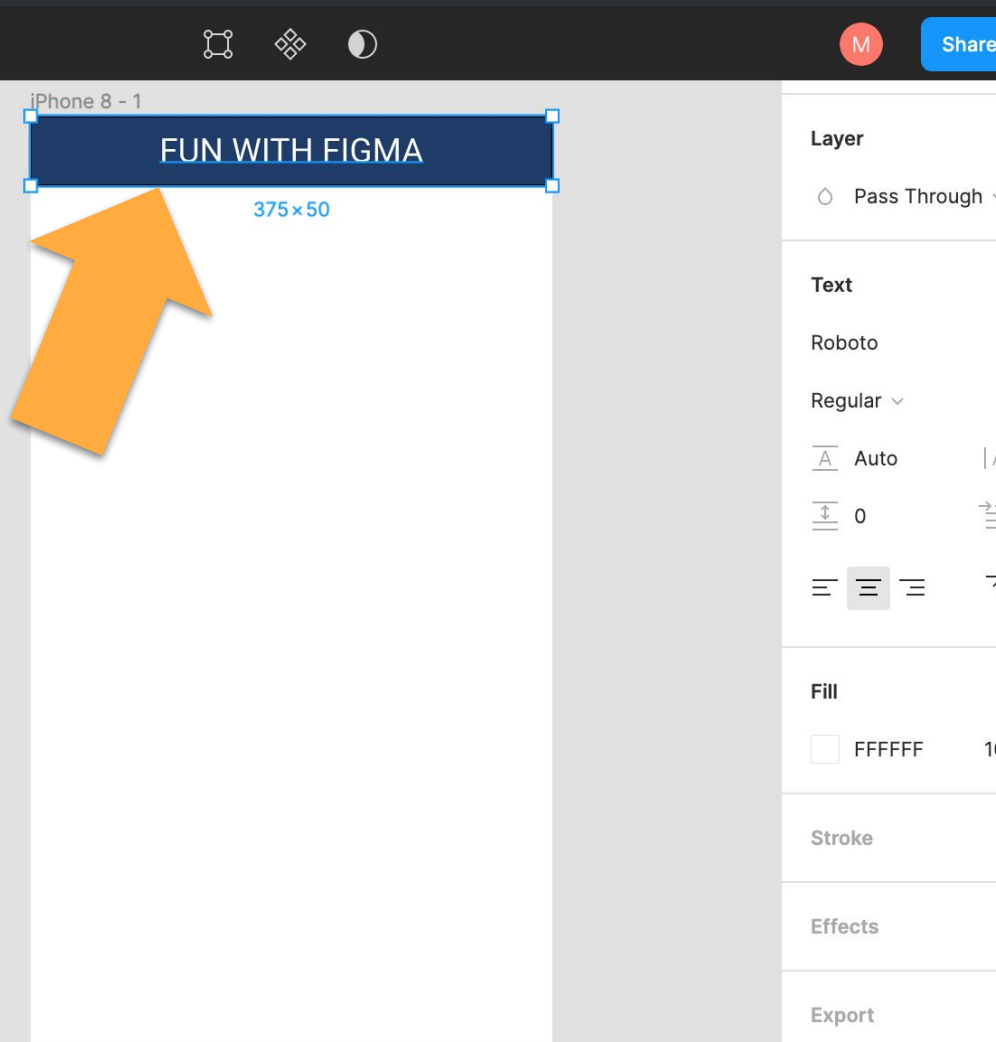 M
Share
iPhone 8 - 1
FUN WITH FIGMA
375×50
Layer
Pass Through
Text
Roboto
Regular
A Auto
0
Fill
FFFFFF
Stroke
Effects
Export